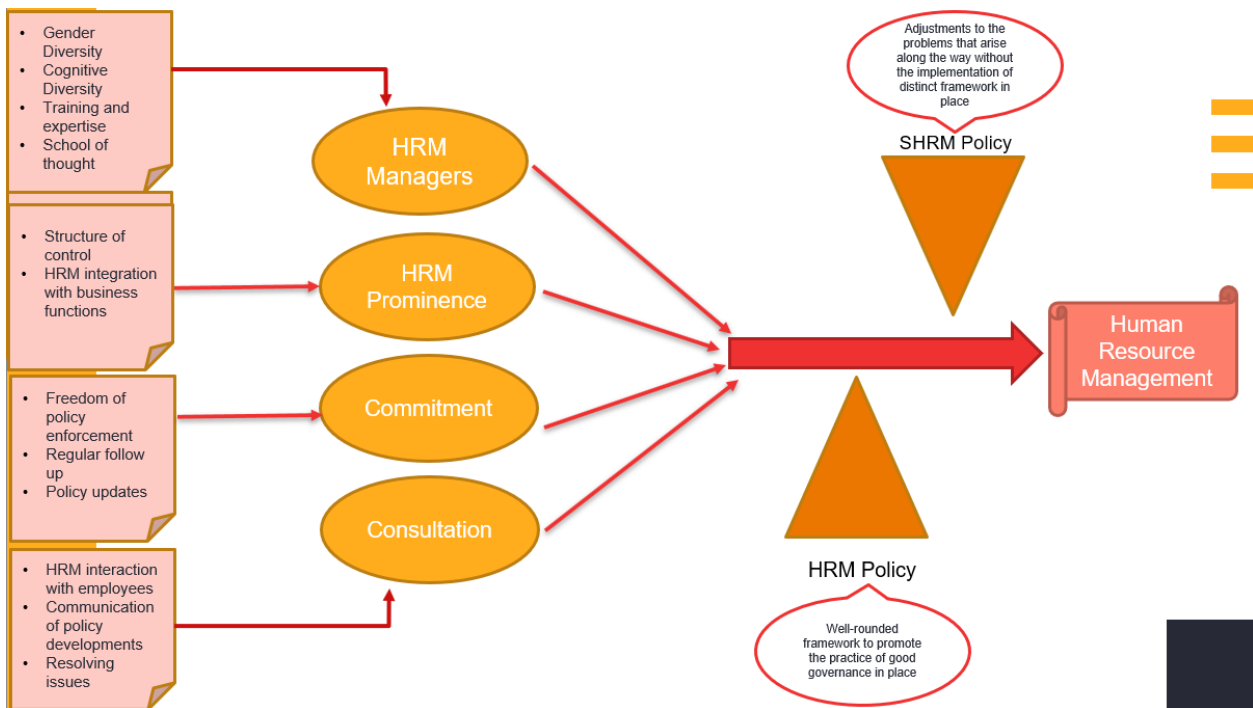 • Gender
Diversity
• Cognitive
Diversity
• Training and
expertise
• School of
thought
• Structure of
control
• HRM integration
with business
functions
• Freedom of
policy
enforcement
• Regular follow
up
• Policy updates
• HRM interaction
with employees
• Communication
of policy
developments
• Resolving
issues
HRM
Managers
HRM
Prominence
Commitment
Consultation
Adjustments to the
problems that arise
along the way without
the implementation of
distinct framework in
place
SHRM Policy
HRM Policy
Well-rounded
framework to promote
the practice of good
governance in place
Human
Resource
Management